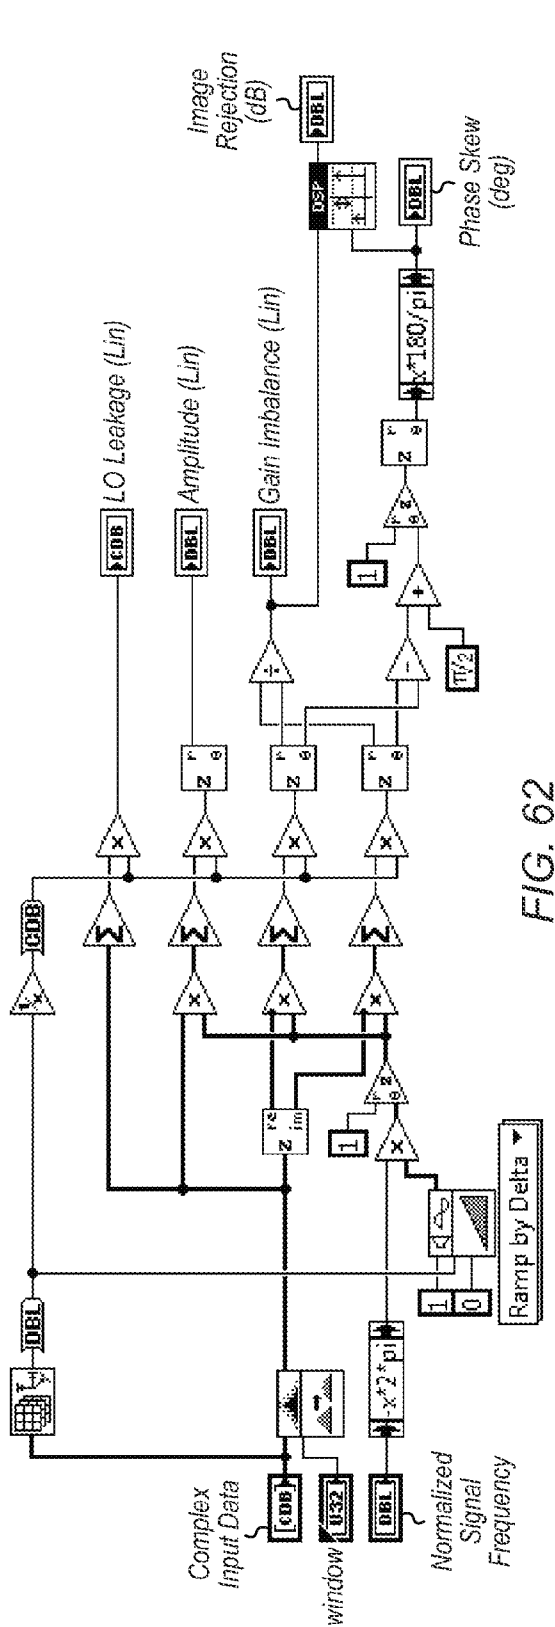 Complex
Input Data
[CDB]
window
U32
Normalized
Signal
Frequency
DBL
DBL
-x*2*pi
1
0
Ramp by Delta
1
r
z
θ
x
z
re
im
x
x
x
Σ
Σ
Σ
Σ
1/x
CDB
x
x
x
x
z
r
θ
z
r
θ
z
r
θ
÷
-
π/2
+
1
r
z
θ
z
r
θ
x*180/pi
DSP
LO Leakage (Lin)
CDB
Amplitude (Lin)
DBL
Gain Imbalance (Lin)
DBL
Image
Rejection
(dB)
DBL
Phase Skew
(deg)
DBL
FIG. 62